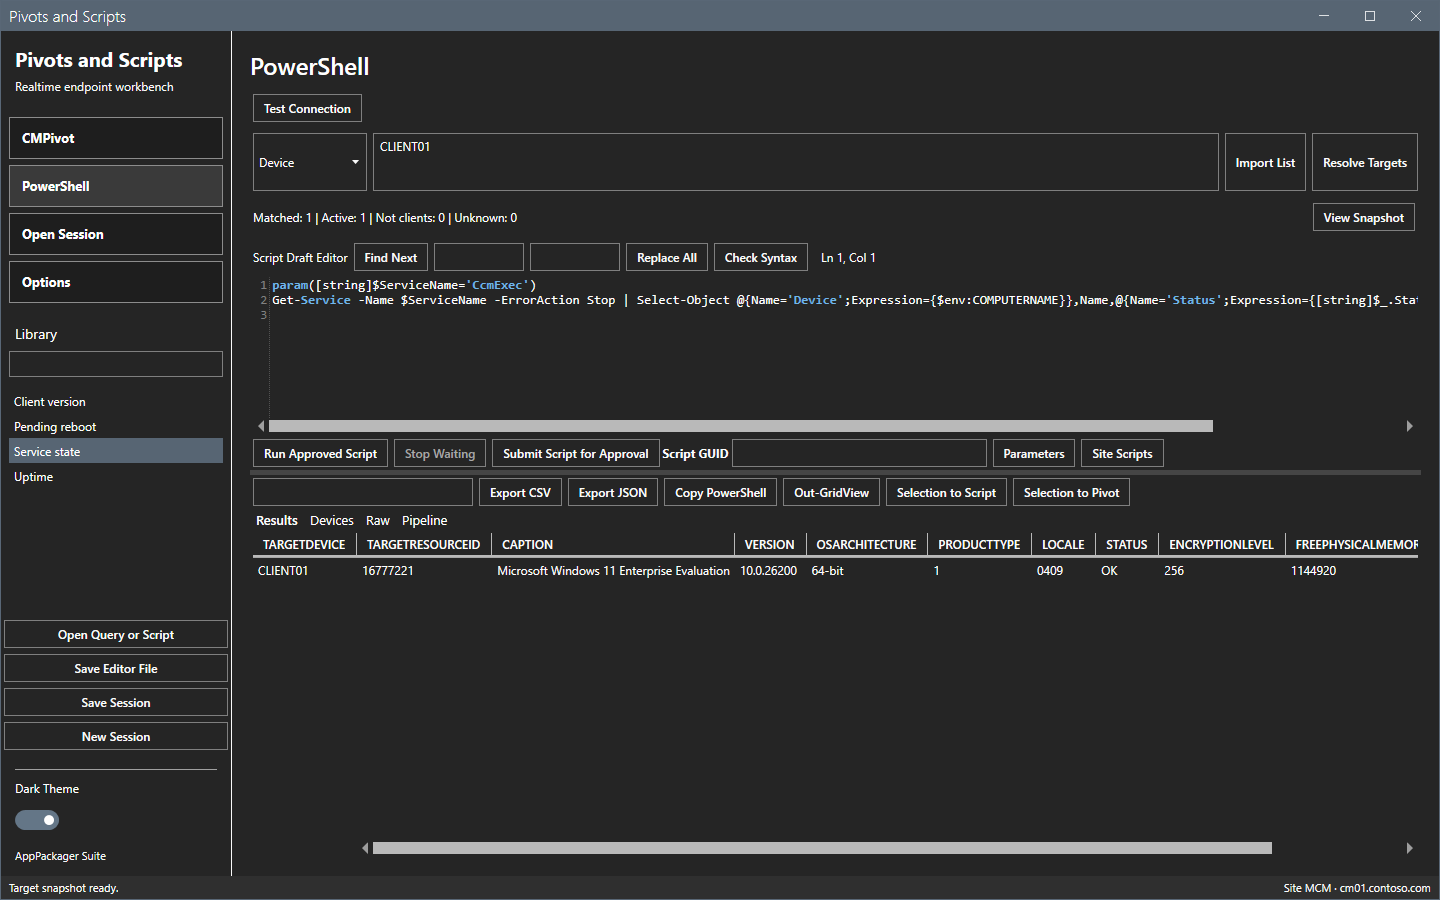 Pivots and Scripts
Pivots and Scripts
Realtime endpoint workbench
CMPivot
PowerShell
Open Session
Options
Library
Client version
Pending reboot
Service state
Uptime
Open Query or Script
Save Editor File
Save Session
New Session
Dark Theme
AppPackager Suite
PowerShell
Test Connection
Device
CLIENT01
Import List
Resolve Targets
Matched: 1 | Active: 1 | Not clients: 0 | Unknown: 0
View Snapshot
Script Draft Editor
Find Next
Replace All
Check Syntax
Ln 1, Col 1
1 param([string]$ServiceName='CcmExec')
2 Get-Service -Name $ServiceName -ErrorAction Stop | Select-Object @{Name='Device';Expression={$env:COMPUTERNAME}},Name,@{Name='Status';Expression={[string]$_.Stat
3
Run Approved Script
Stop Waiting
Submit Script for Approval
Script GUID
Parameters
Site Scripts
Export CSV
Export JSON
Copy PowerShell
Out-GridView
Selection to Script
Selection to Pivot
Results Devices Raw Pipeline
TARGETDEVICE TARGETRESOURCEID CAPTION VERSION OSARCHITECTURE PRODUCTTYPE LOCALE STATUS ENCRYPTIONLEVEL FREEPHYSICALMEMOR
CLIENT01 16777221 Microsoft Windows 11 Enterprise Evaluation 10.0.26200 64-bit 1 0409 OK 256 1144920
Target snapshot ready.
Site MCM · cm01.contoso.com